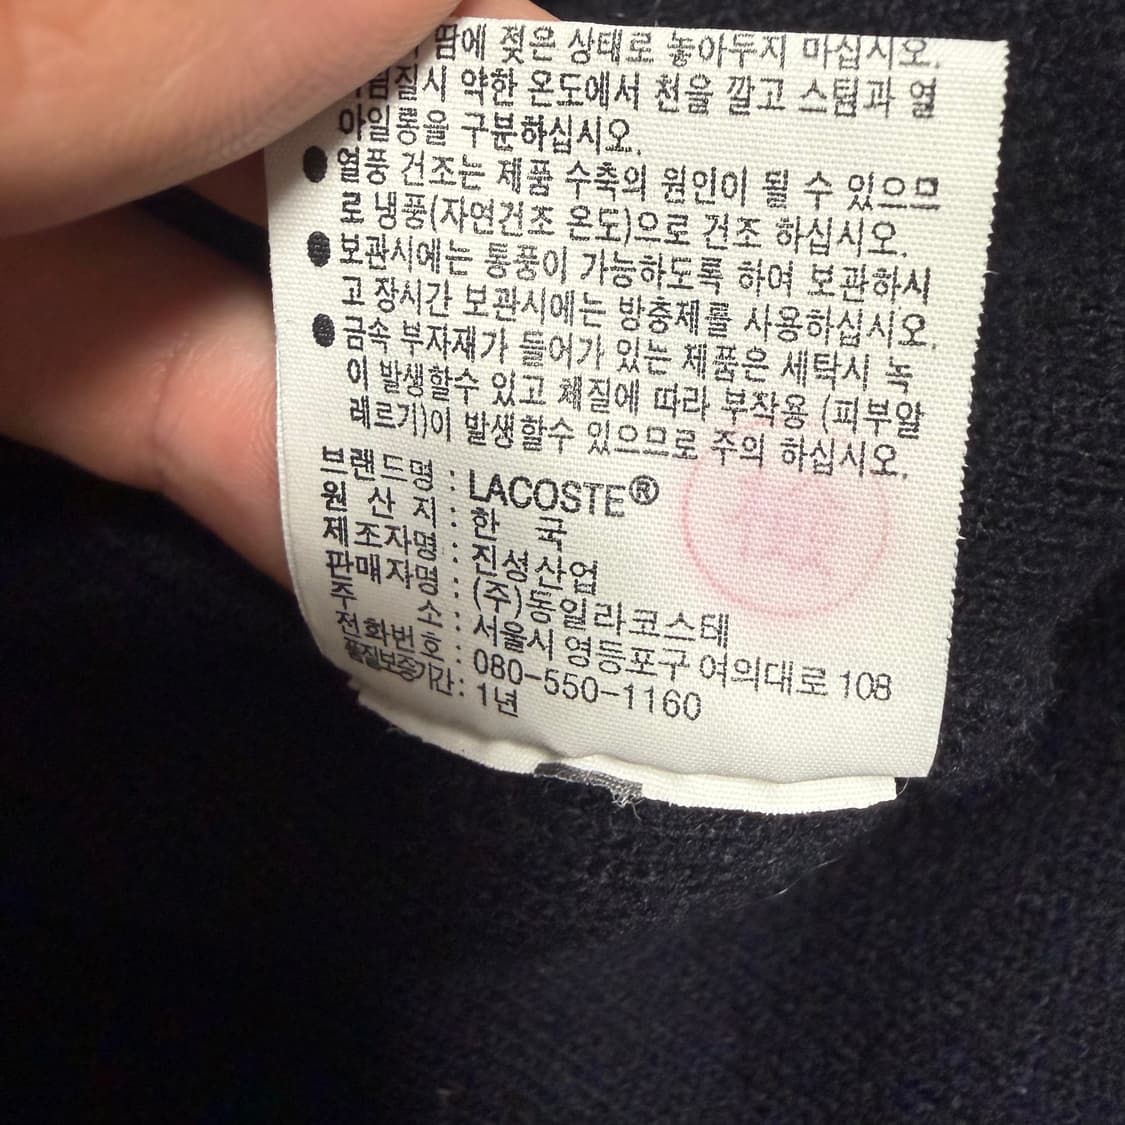 땀에 젖은 상태로 놓아두지 마십시오.
다림질시 약한 온도에서 천을 깔고 스팀과 열
아일롱을 구분하십시오.
● 열풍 건조는 제품 수축의 원인이 될 수 있으므
로 냉풍(자연건조 온도)으로 건조 하십시오.
● 보관시에는 통풍이 가능하도록 하여 보관하시
고 장시간 보관시에는 방충제를 사용하십시오.
● 금속 부자재가 들어가 있는 제품은 세탁시 녹
이 발생할수 있고 체질에 따라 부작용 (피부알
레르기)이 발생할수 있으므로 주의 하십시오.
브랜드명 : LACOSTE®
원 산 지 : 한 국
제조자명 : 진성산업
판매자명 : (주)동일라코스테
주 소 : 서울시 영등포구 여의대로 108
전화번호 : 080-550-1160
품질보증기간 : 1년